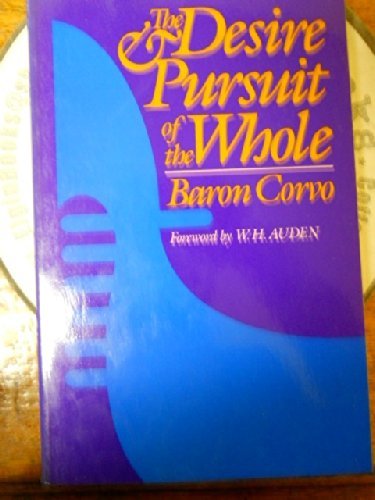 The
& Desire
Pursuit
of the Whole
Baron Corvo
Foreword by W.H. AUDEN